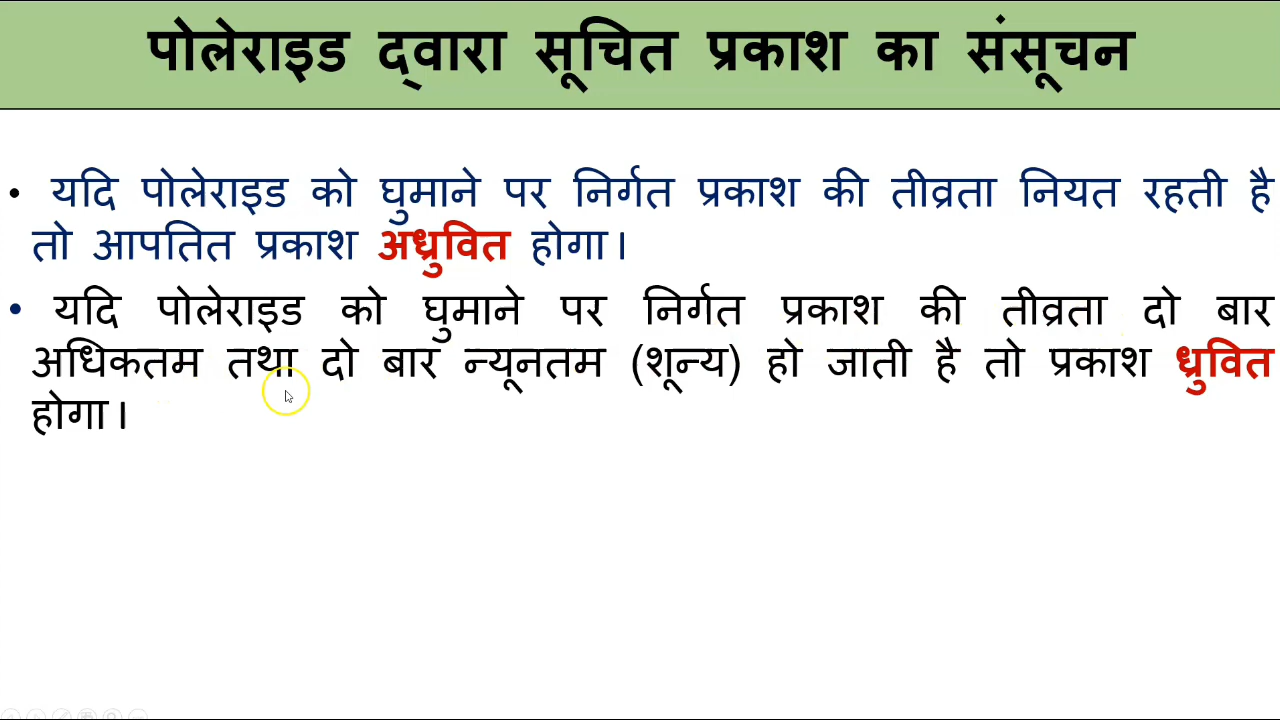 पोलेराइड द्वारा सूचित प्रकाश का संसूचन
• यदि पोलेराइड को घुमाने पर निर्गत प्रकाश की तीव्रता नियत रहती है
तो आपतित प्रकाश अध्रुवित होगा।
• यदि पोलेराइड को घुमाने पर निर्गत प्रकाश की तीव्रता दो बार
अधिकतम तथा दो बार न्यूनतम (शून्य) हो जाती है तो प्रकाश ध्रुवित
होगा।